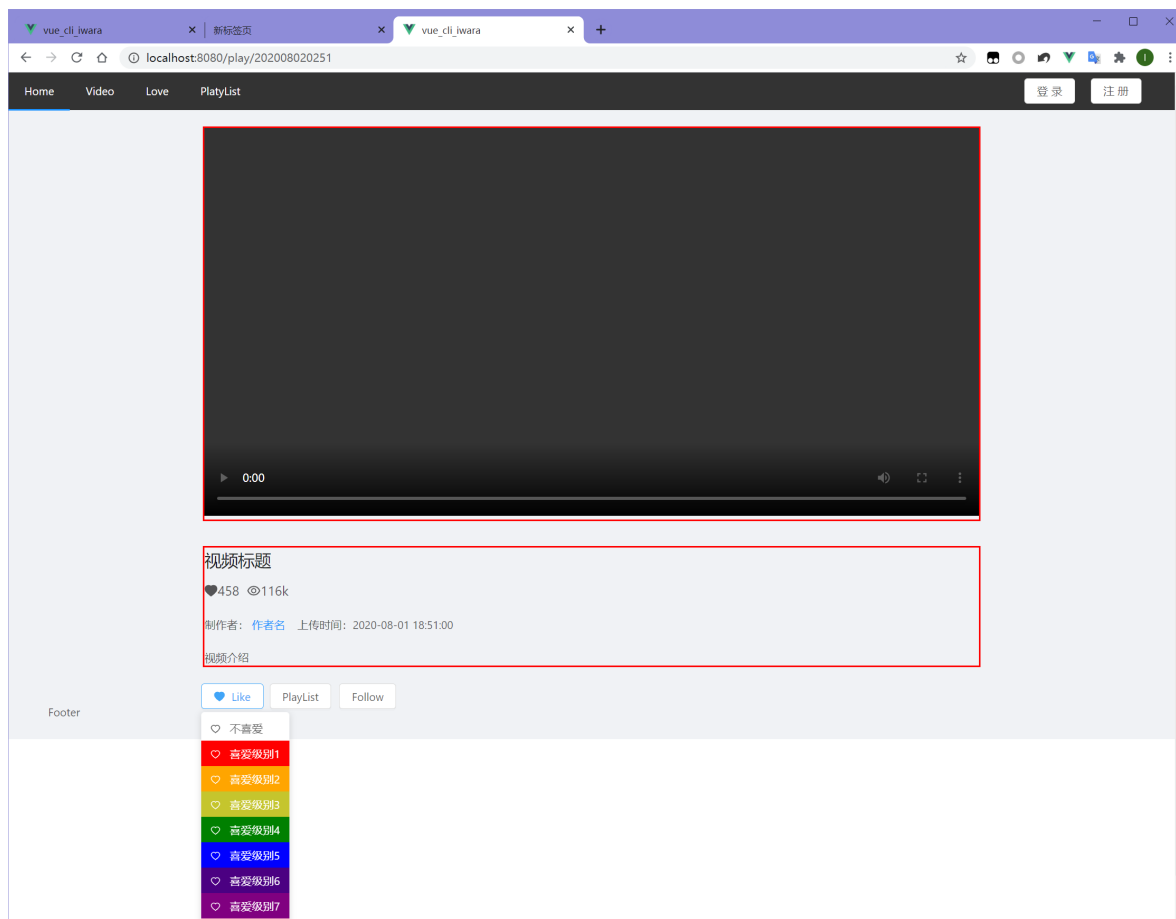 vue_cli_iwara
新标签页
vue_cli_iwara
localhost:8080/play/202008020251
I
Home Video Love PlatyList 登 录 注 册
0:00
视频标题
458 116k
制作者： 作者名 上传时间：2020-08-01 18:51:00
视频介绍
Like PlayList Follow
Footer
不喜爱
喜爱级别1
喜爱级别2
喜爱级别3
喜爱级别4
喜爱级别5
喜爱级别6
喜爱级别7